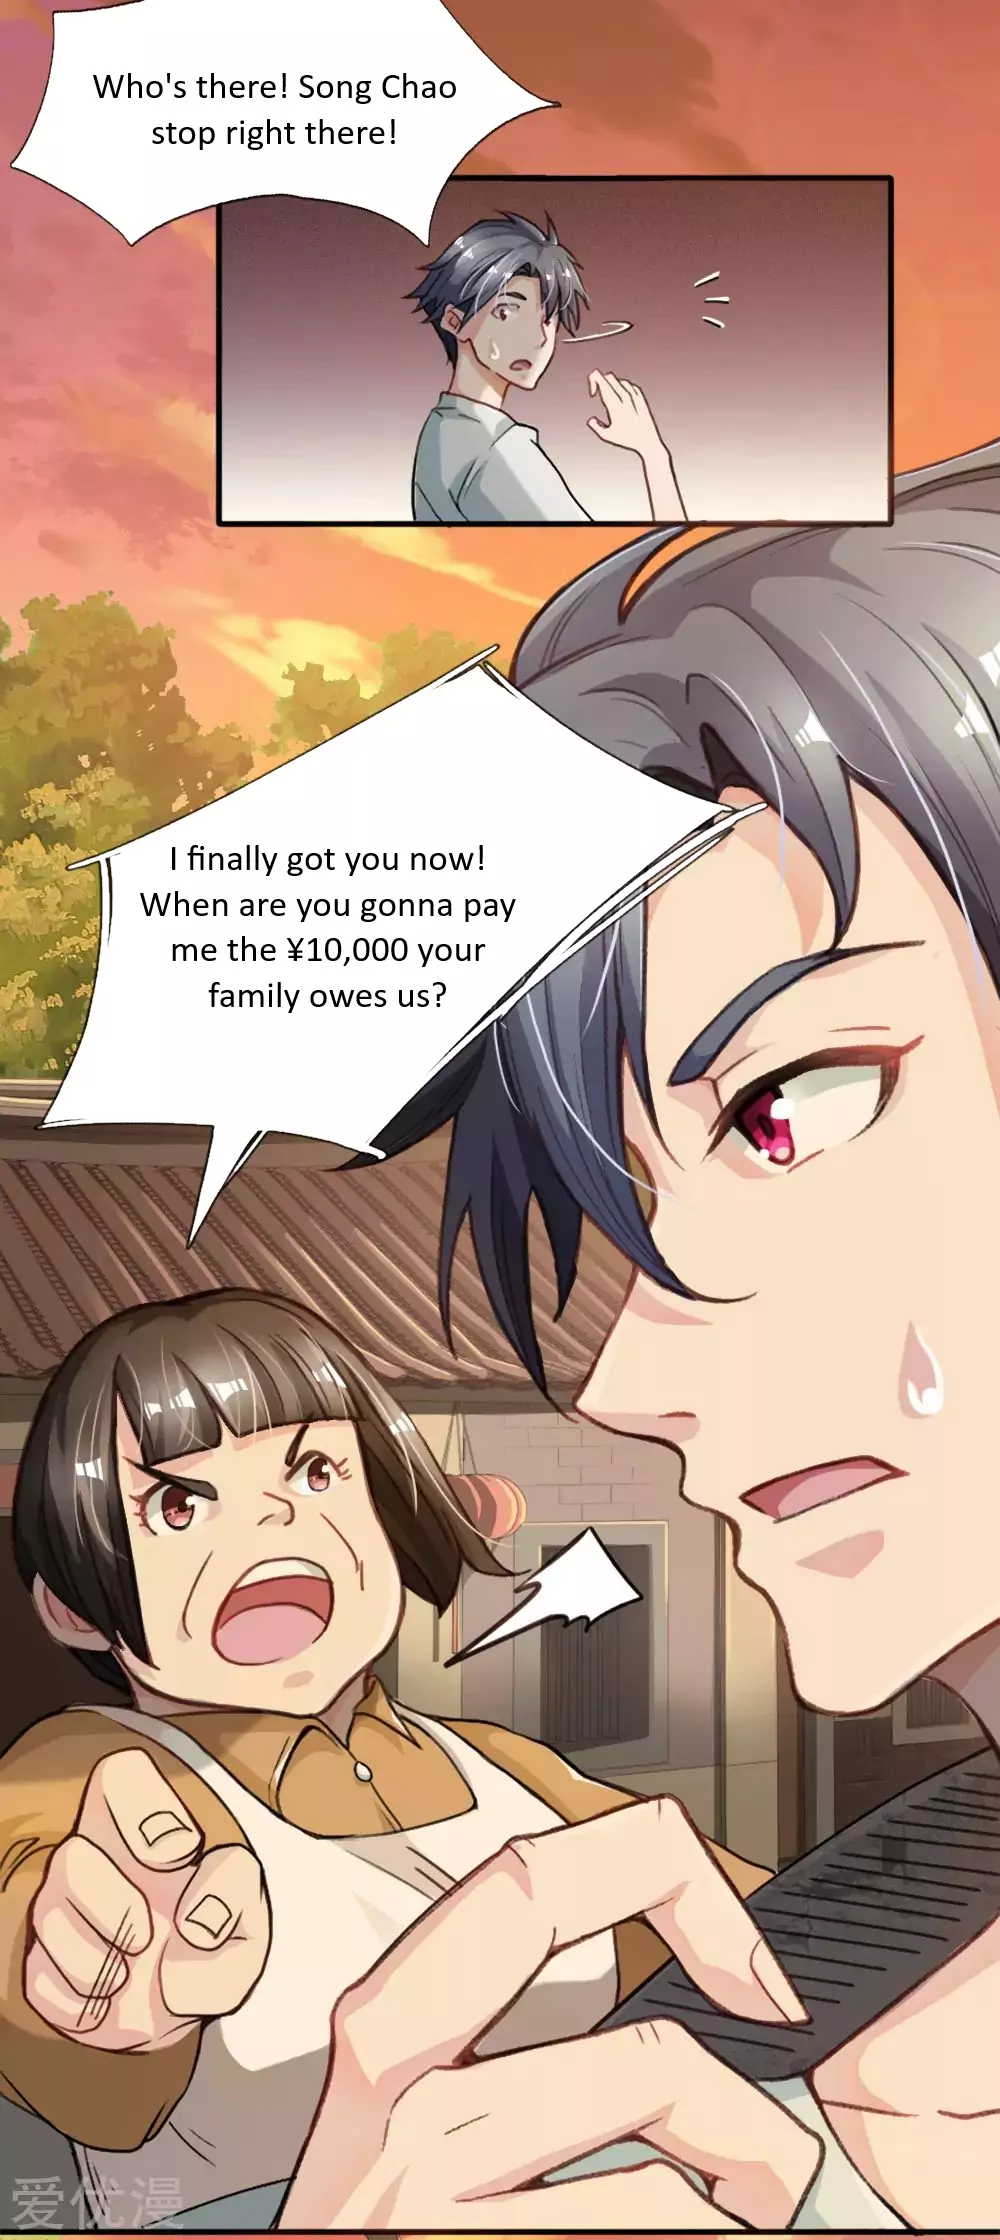 Who's there! Song Chao
stop right there!
I finally got you now!
When are you gonna pay
me the ¥10,000 your
family owes us?
爱优漫